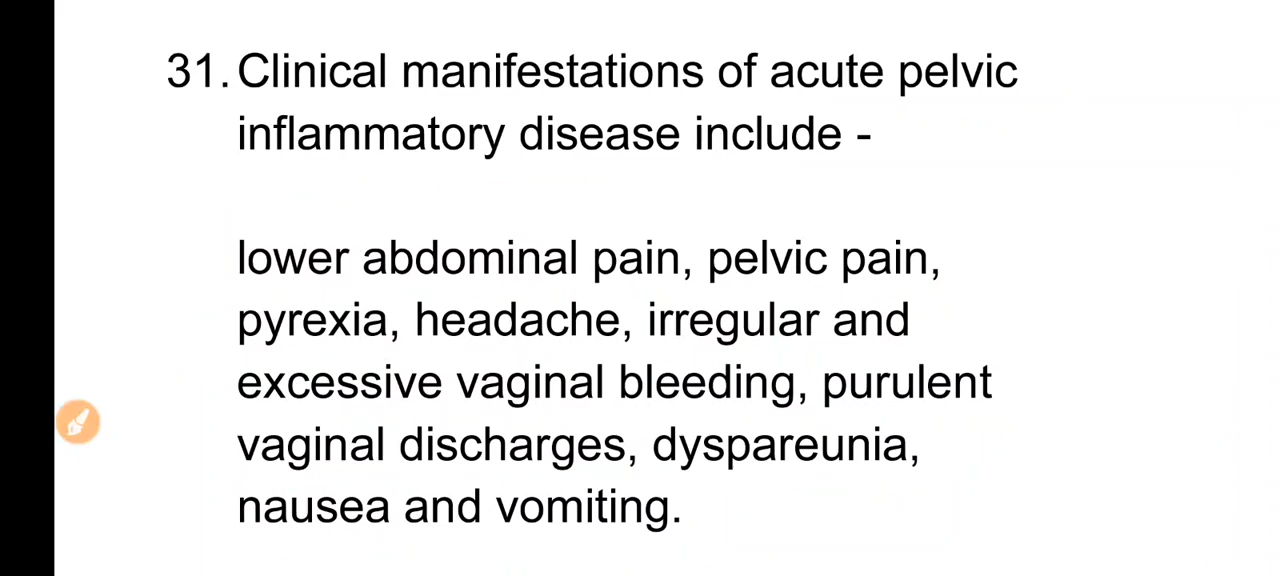 31. Clinical manifestations of acute pelvic
inflammatory disease include -
lower abdominal pain, pelvic pain,
pyrexia, headache, irregular and
excessive vaginal bleeding, purulent
vaginal discharges, dyspareunia,
nausea and vomiting.